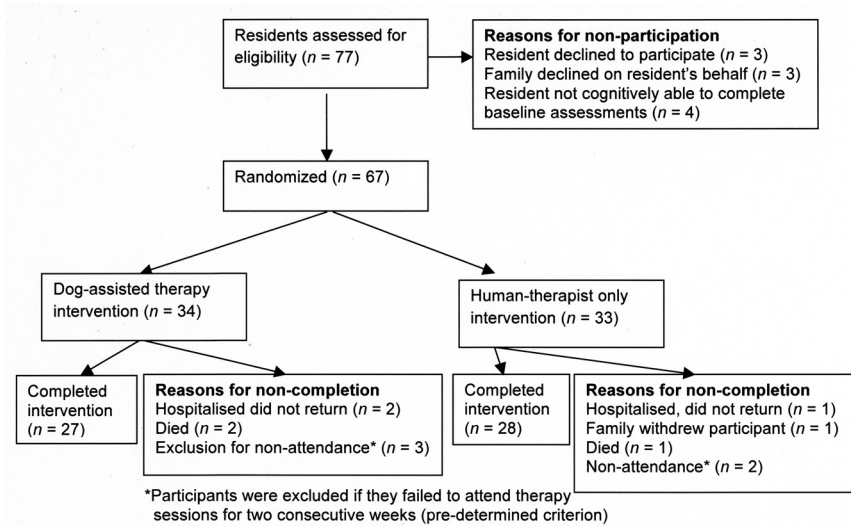 Residents assessed for
eligibility (n = 77)
Reasons for non-participation
Resident declined to participate (n = 3)
Family declined on resident's behalf (n = 3)
Resident not cognitively able to complete
baseline assessments (n = 4)
Randomized (n = 67)
Dog-assisted therapy
intervention (n = 34)
Human-therapist only
intervention (n = 33)
Completed
intervention
(n = 27)
Reasons for non-completion
Hospitalised did not return (n = 2)
Died (n = 2)
Exclusion for non-attendance* (n = 3)
Completed
intervention
(n = 28)
Reasons for non-completion
Hospitalised, did not return (n = 1)
Family withdrew participant (n = 1)
Died (n = 1)
Non-attendance* (n = 2)
*Participants were excluded if they failed to attend therapy
sessions for two consecutive weeks (pre-determined criterion)